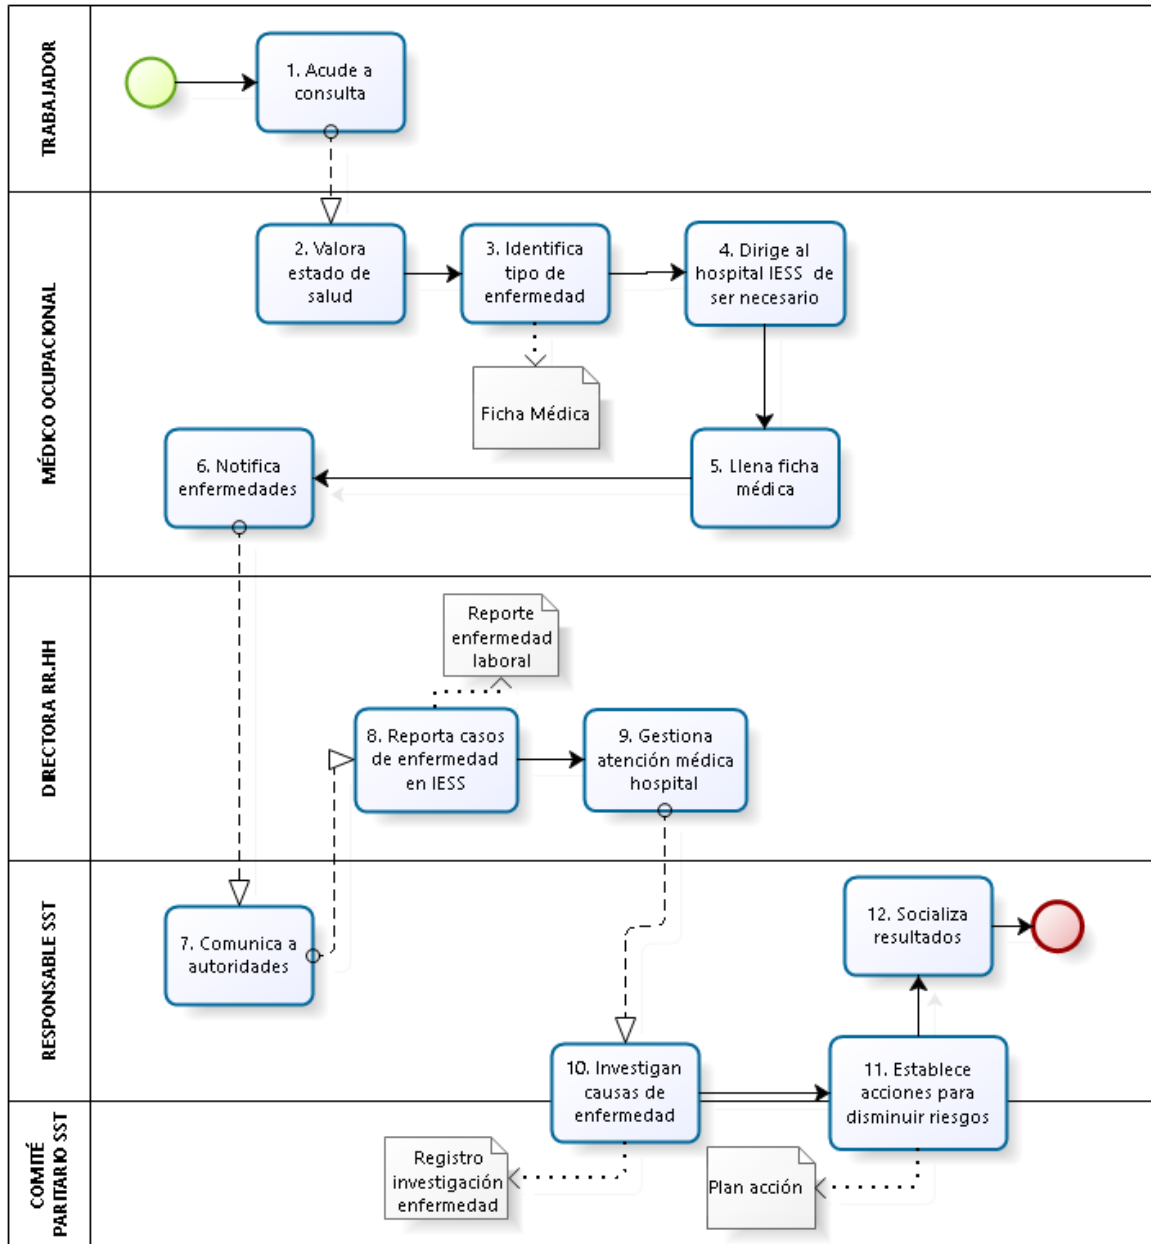 TRABAJADOR
1. Acude a
consulta
MÉDICO OCUPACIONAL
2. Valora
estado de
salud
3. Identifica
tipo de
enfermedad
4. Dirige al
hospital IESS de
ser necesario
Ficha Médica
5. Llena ficha
médica
6. Notifica
enfermedades
DIRECTORA RR.HH
Reporte
enfermedad
laboral
8. Reporta casos
de enfermedad
en IESS
9. Gestiona
atención médica
hospital
RESPONSABLE SST
7. Comunica a
autoridades
12. Socializa
resultados
10. Investigan
causas de
enfermedad
11. Establece
acciones para
disminuir riesgos
COMITÉ
PARITARIO SST
Registro
investigación
enfermedad
Plan acción